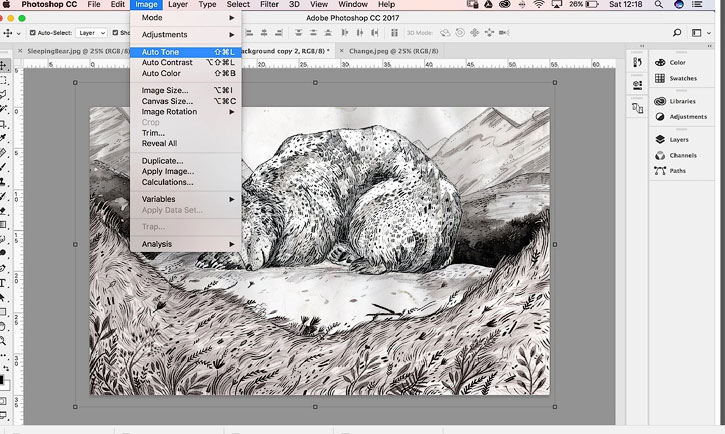 Photoshop CC File Edit Image Layer Type Select Filter 3D View Window Help 26% Sat 12:18
Adobe Photoshop CC 2017
Auto-Select: Layer 3D Mode:
SleepingBear.jpg @ 25% (RGB/8) ackground copy 2, RGB/8) * × Change.jpeg @ 25% (RGB/8)
Mode
Adjustments
Auto Tone ⇧⌘L
Auto Contrast ⌥⇧⌘L
Auto Color ⇧⌘B
Image Size... ⌥⌘I
Canvas Size... ⌥⌘C
Image Rotation
Crop
Trim...
Reveal All
Duplicate...
Apply Image...
Calculations...
Variables
Apply Data Set...
Trap...
Analysis
Color
Swatches
Libraries
Adjustments
Layers
Channels
Paths